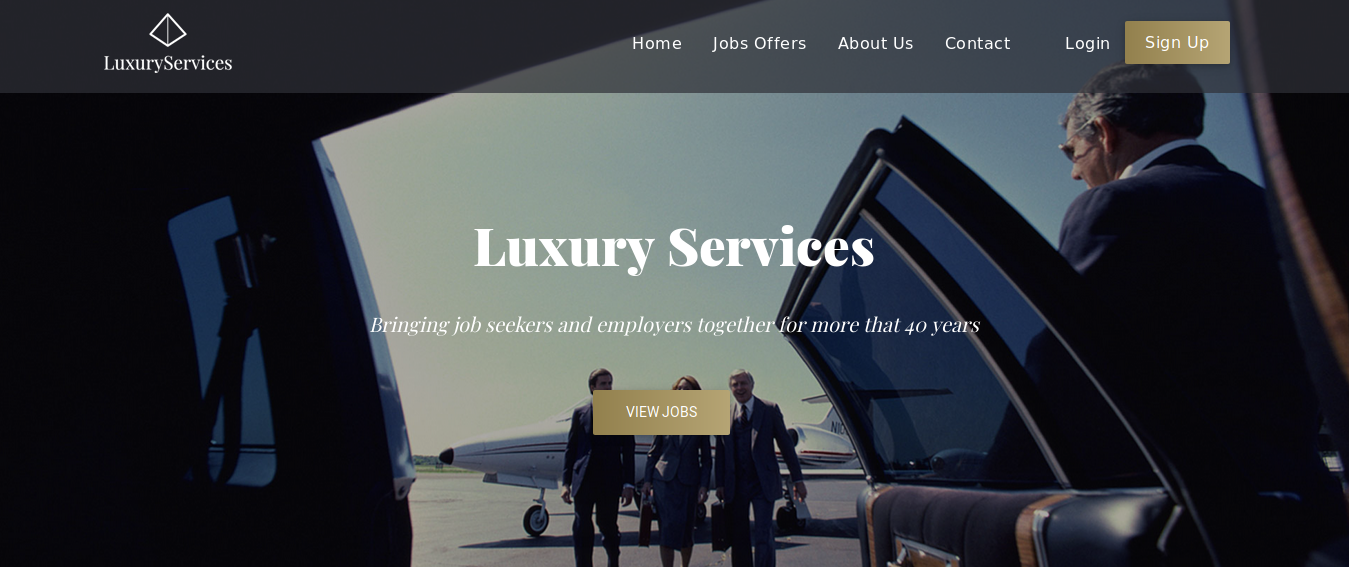 LuxuryServices
Home Jobs Offers About Us Contact Login Sign Up
Luxury Services
Bringing job seekers and employers together for more that 40 years
VIEW JOBS